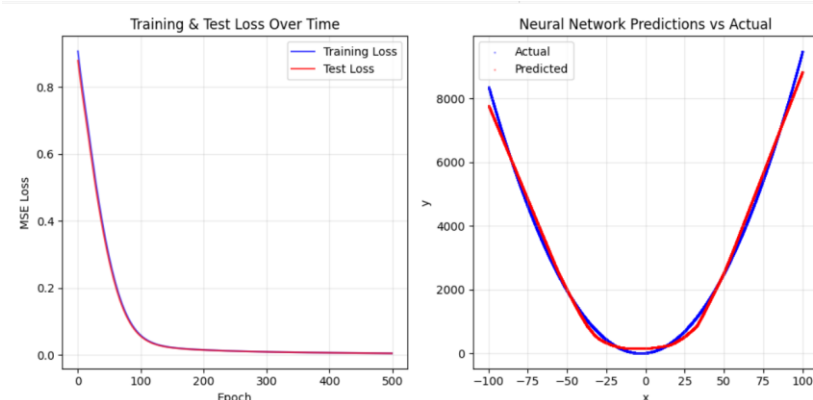 Training & Test Loss Over Time
Training Loss
Test Loss
MSE Loss
0.8
0.6
0.4
0.2
0.0
0 100 200 300 400 500
Epoch
Neural Network Predictions vs Actual
Actual
Predicted
y
8000
6000
4000
2000
0
−100 −75 −50 −25 0 25 50 75 100
x